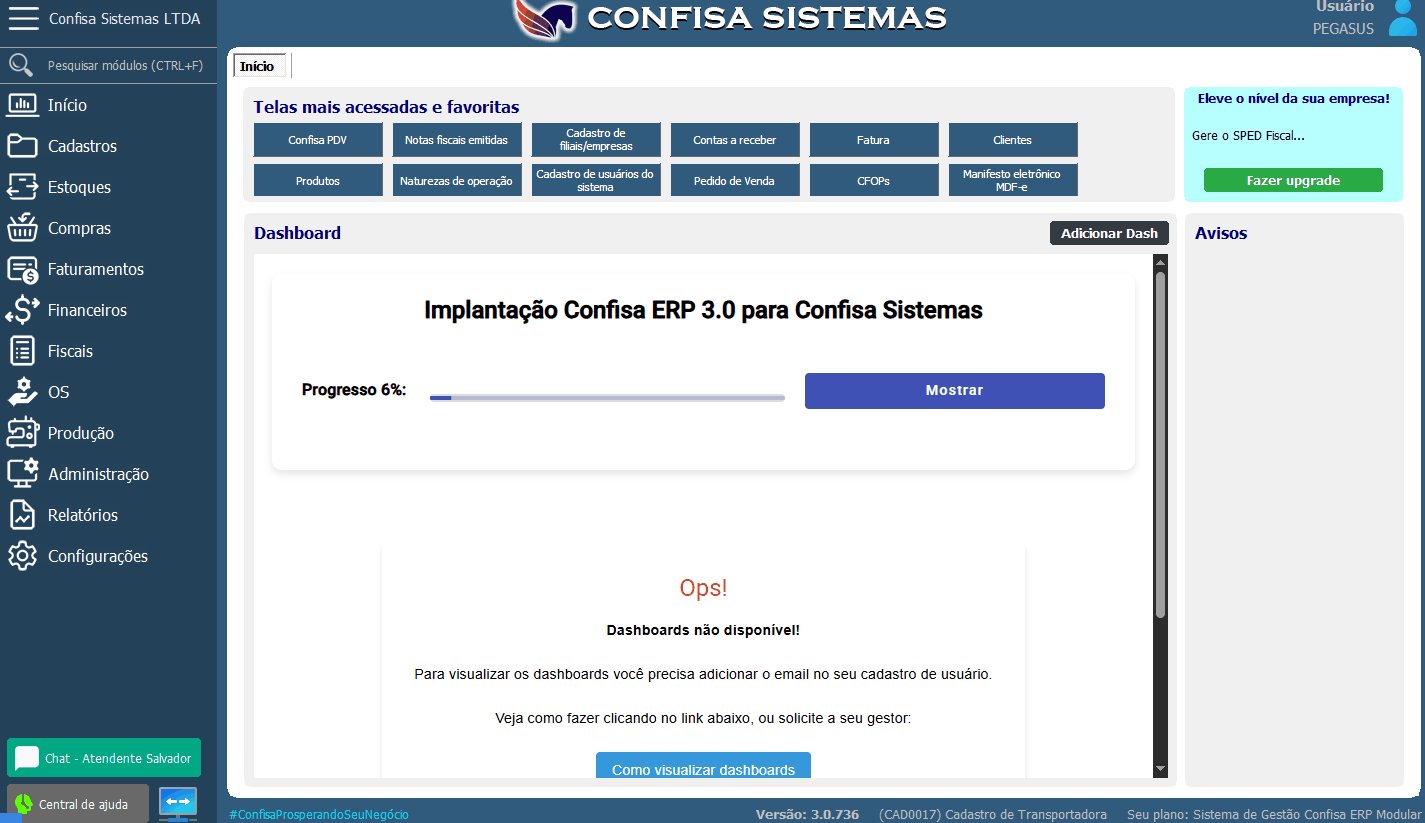 Confisa Sistemas LTDA
CONFISA SISTEMAS
Usuário
PEGASUS
Pesquisar módulos (CTRL+F)
Início
Cadastros
Estoques
Compras
Faturamentos
Financeiros
Fiscais
OS
Produção
Administração
Relatórios
Configurações
Chat - Atendente Salvador
Central de ajuda
Início
Telas mais acessadas e favoritas
Confisa PDV
Notas fiscais emitidas
Cadastro de
filiais/empresas
Contas a receber
Fatura
Clientes
Produtos
Naturezas de operação
Cadastro de usuários do
sistema
Pedido de Venda
CFOPs
Manifesto eletrônico
MDF-e
Eleve o nível da sua empresa!
Gere o SPED Fiscal...
Fazer upgrade
Dashboard
Adicionar Dash
Avisos
Implantação Confisa ERP 3.0 para Confisa Sistemas
Progresso 6%:
Mostrar
Ops!
Dashboards não disponível!
Para visualizar os dashboards você precisa adicionar o email no seu cadastro de usuário.
Veja como fazer clicando no link abaixo, ou solicite a seu gestor:
Como visualizar dashboards
#ConfisaProsperandoSeuNegócio
Versão: 3.0.736
(CAD0017) Cadastro de Transportadora
Seu plano: Sistema de Gestão Confisa ERP Modular